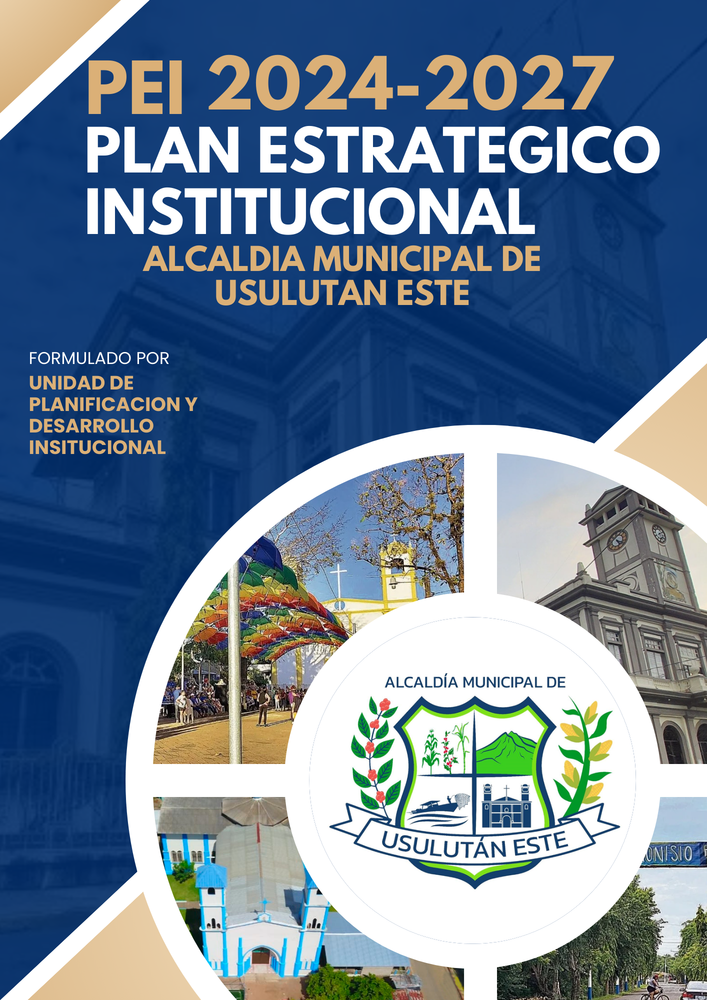 PEI 2024-2027
PLAN ESTRATEGICO
INSTITUCIONAL
ALCALDIA MUNICIPAL DE
USULUTAN ESTE
FORMULADO POR
UNIDAD DE
PLANIFICACION Y
DESARROLLO
INSITUCIONAL
ALCALDÍA MUNICIPAL DE
USULUTÁN ESTE
ONISIO